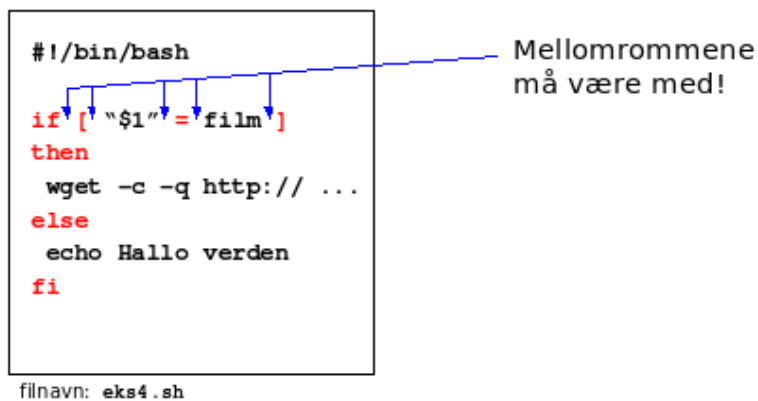 #!/bin/bash
Mellomrommene
må være med!
if [ “$1” = film ]
then
wget -c -q http:// ...
else
echo Hallo verden
fi
filnavn: eks4.sh